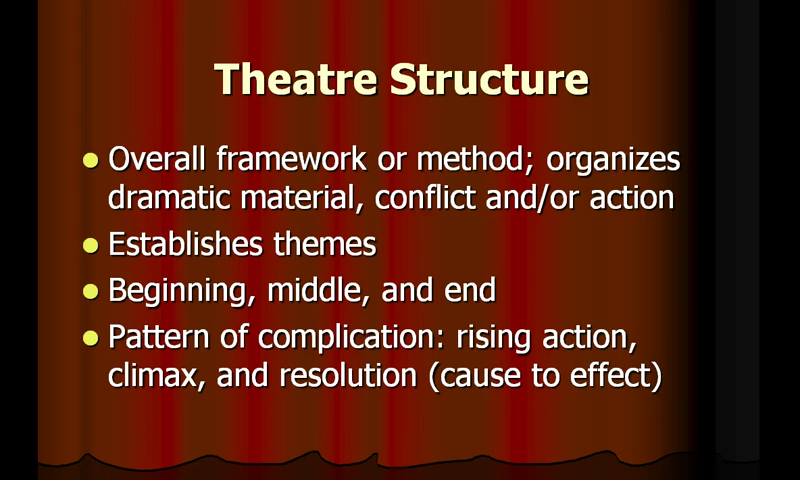 Theatre Structure
Overall framework or method; organizes
dramatic material, conflict and/or action
Establishes themes
Beginning, middle, and end
Pattern of complication: rising action,
climax, and resolution (cause to effect)